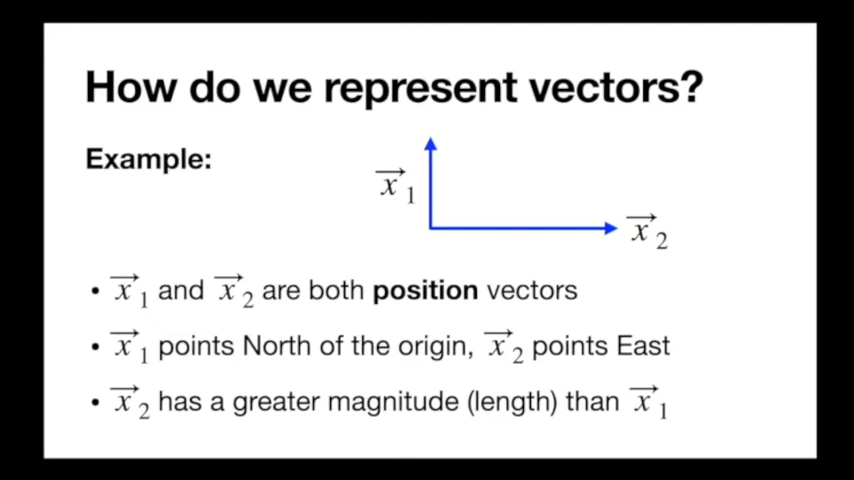 How do we represent vectors?
Example:
x⃗₁
x⃗₂
• x⃗₁ and x⃗₂ are both position vectors
• x⃗₁ points North of the origin, x⃗₂ points East
• x⃗₂ has a greater magnitude (length) than x⃗₁